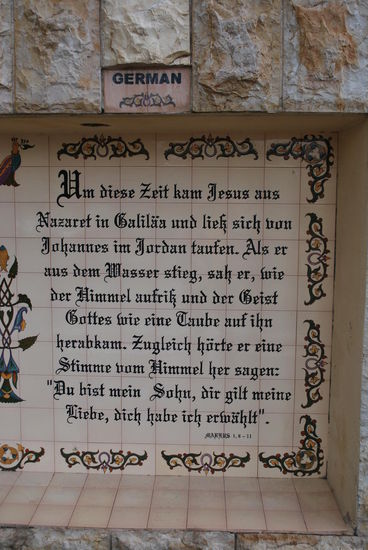 GERMAN
Um diese Zeit kam Jesus aus
Nazaret in Galiläa und ließ sich von
Johannes im Jordan taufen. Als er
aus dem Wasser stieg, sah er, wie
der Himmel aufriß und der Geist
Gottes wie eine Taube auf ihn
herabkam. Zugleich hörte er eine
Stimme vom Himmel her sagen:
"Du bist mein Sohn, dir gilt meine
Liebe, dich habe ich erwählt".
MARKUS 1, 9 - 11